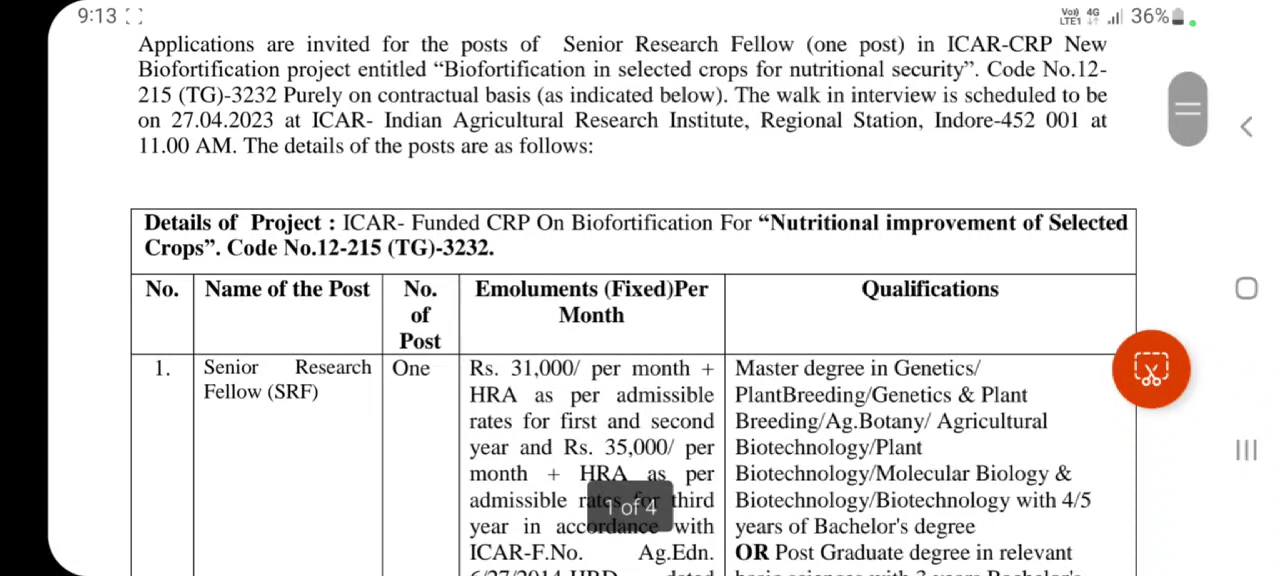 9:13
Vo)) 4G
LTE1
36%
Applications are invited for the posts of Senior Research Fellow (one post) in ICAR-CRP New
Biofortification project entitled “Biofortification in selected crops for nutritional security”. Code No.12-
215 (TG)-3232 Purely on contractual basis (as indicated below). The walk in interview is scheduled to be
on 27.04.2023 at ICAR- Indian Agricultural Research Institute, Regional Station, Indore-452 001 at
11.00 AM. The details of the posts are as follows:
Details of Project : ICAR- Funded CRP On Biofortification For “Nutritional improvement of Selected
Crops”. Code No.12-215 (TG)-3232.
No.
Name of the Post
No.
of
Post
Emoluments (Fixed)Per
Month
Qualifications
1.
Senior Research
Fellow (SRF)
One
Rs. 31,000/ per month +
HRA as per admissible
rates for first and second
year and Rs. 35,000/ per
month + HRA as per
admissible rates for third
year in accordance with
ICAR-F.No. Ag.Edn.
Master degree in Genetics/
PlantBreeding/Genetics & Plant
Breeding/Ag.Botany/ Agricultural
Biotechnology/Plant
Biotechnology/Molecular Biology &
Biotechnology/Biotechnology with 4/5
years of Bachelor's degree
OR Post Graduate degree in relevant
1 of 4